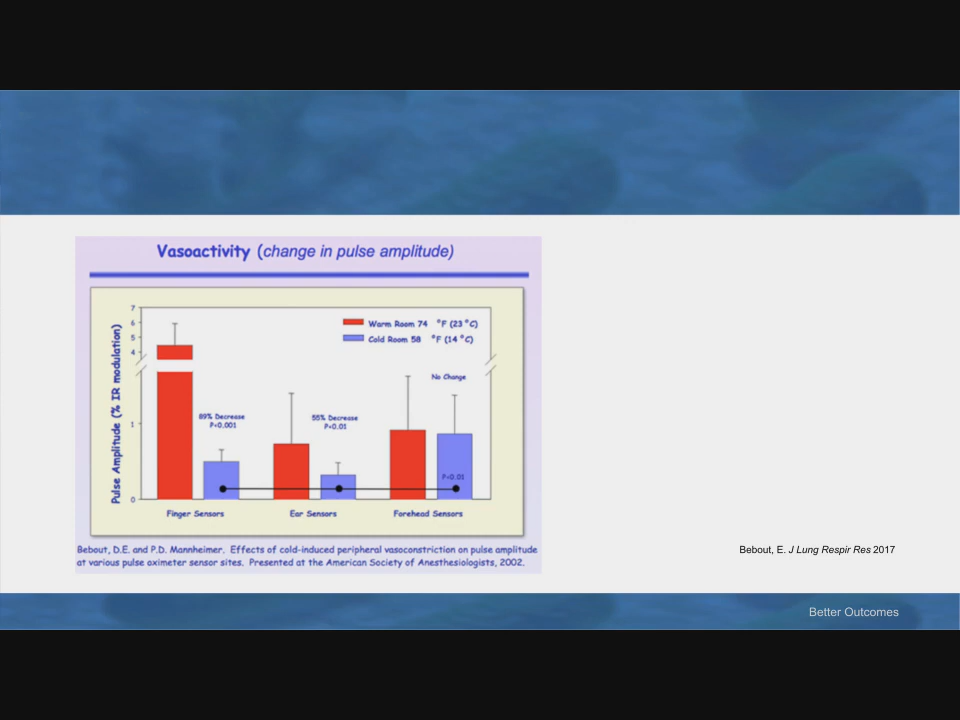 Vasoactivity (change in pulse amplitude)
7
6
5
4
1
0
Pulse Amplitude (% IR modulation)
Warm Room 74 °F (23 °C)
Cold Room 58 °F (14 °C)
No Change
89% Decrease
P<0.001
55% Decrease
P<0.01
P<0.01
Finger Sensors
Ear Sensors
Forehead Sensors
Bebout, D.E. and P.D. Mannheimer. Effects of cold-induced peripheral vasoconstriction on pulse amplitude
at various pulse oximeter sensor sites. Presented at the American Society of Anesthesiologists, 2002.
Bebout, E. J Lung Respir Res 2017
Better Outcomes